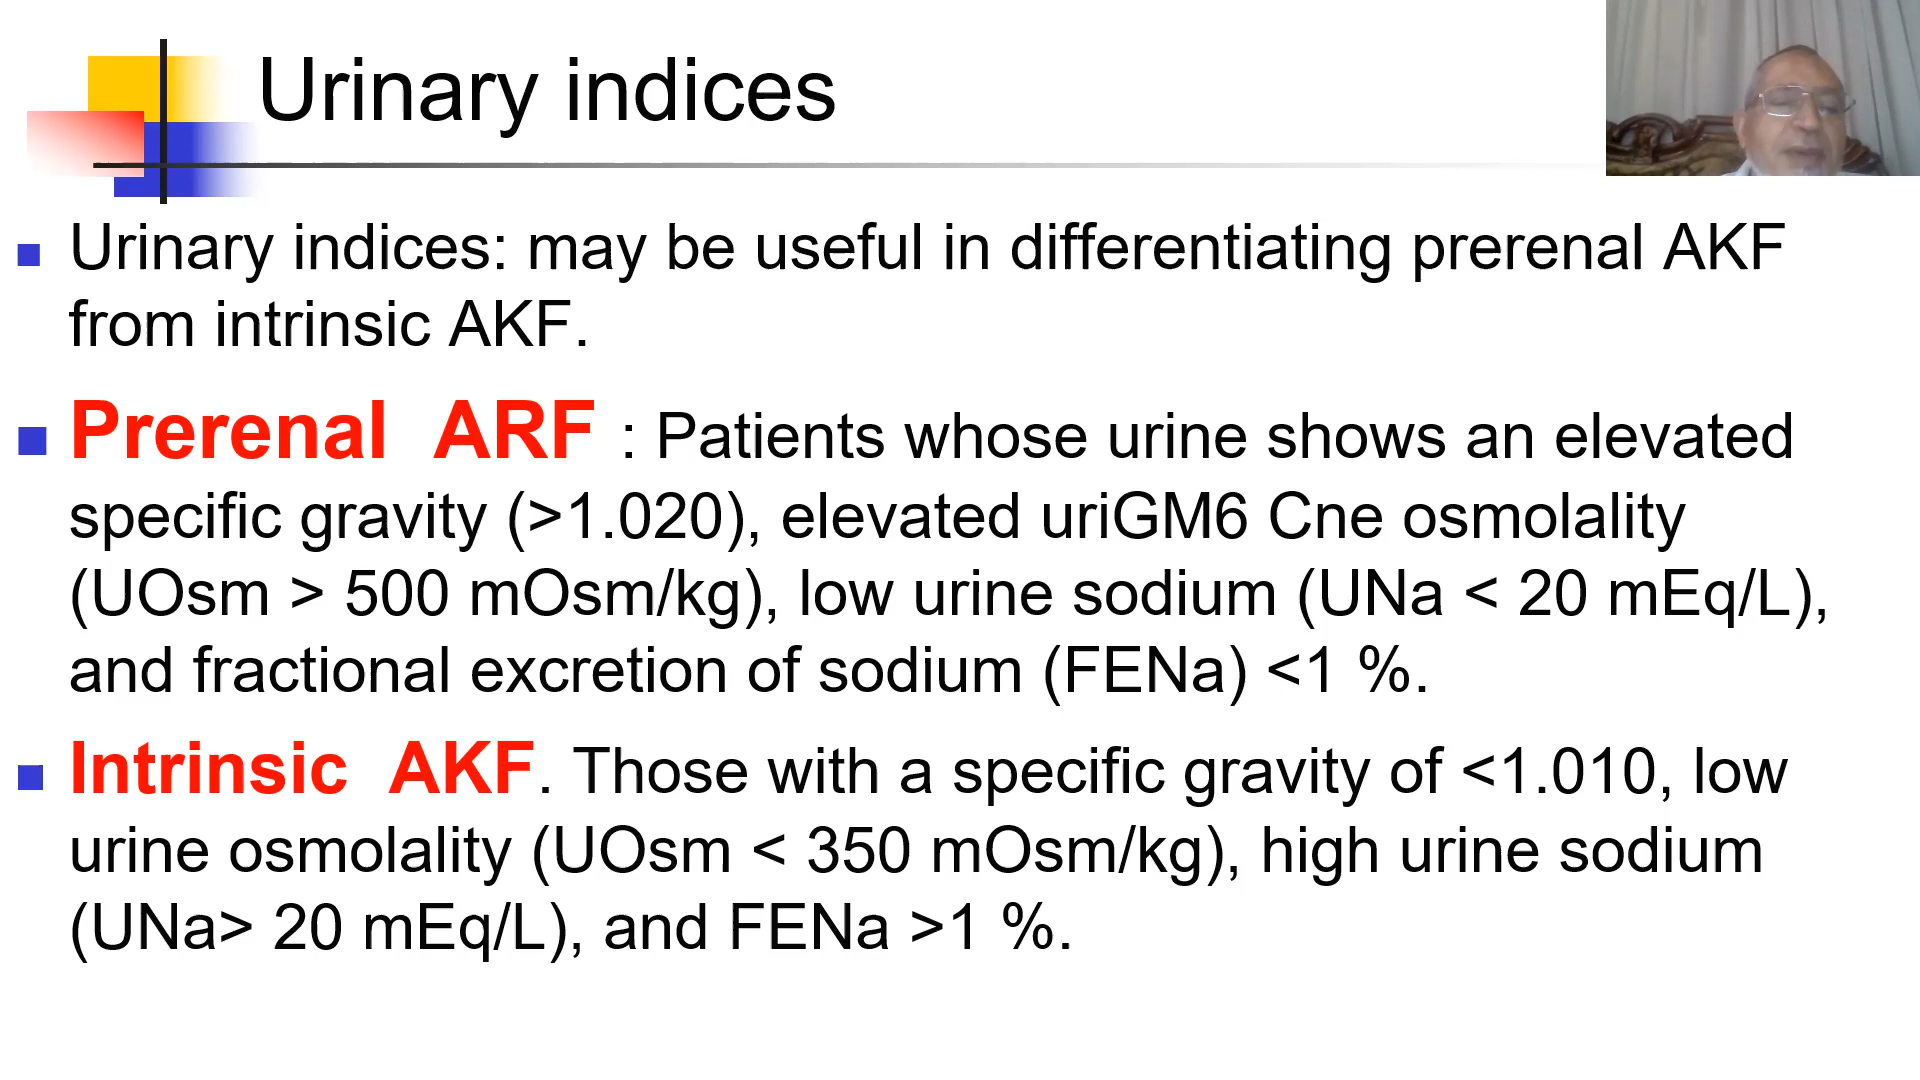 Urinary indices
Urinary indices: may be useful in differentiating prerenal AKF
from intrinsic AKF.
Prerenal ARF : Patients whose urine shows an elevated
specific gravity (>1.020), elevated uriGM6 Cne osmolality
(UOsm > 500 mOsm/kg), low urine sodium (UNa < 20 mEq/L),
and fractional excretion of sodium (FENa) <1 %.
Intrinsic AKF. Those with a specific gravity of <1.010, low
urine osmolality (UOsm < 350 mOsm/kg), high urine sodium
(UNa> 20 mEq/L), and FENa >1 %.